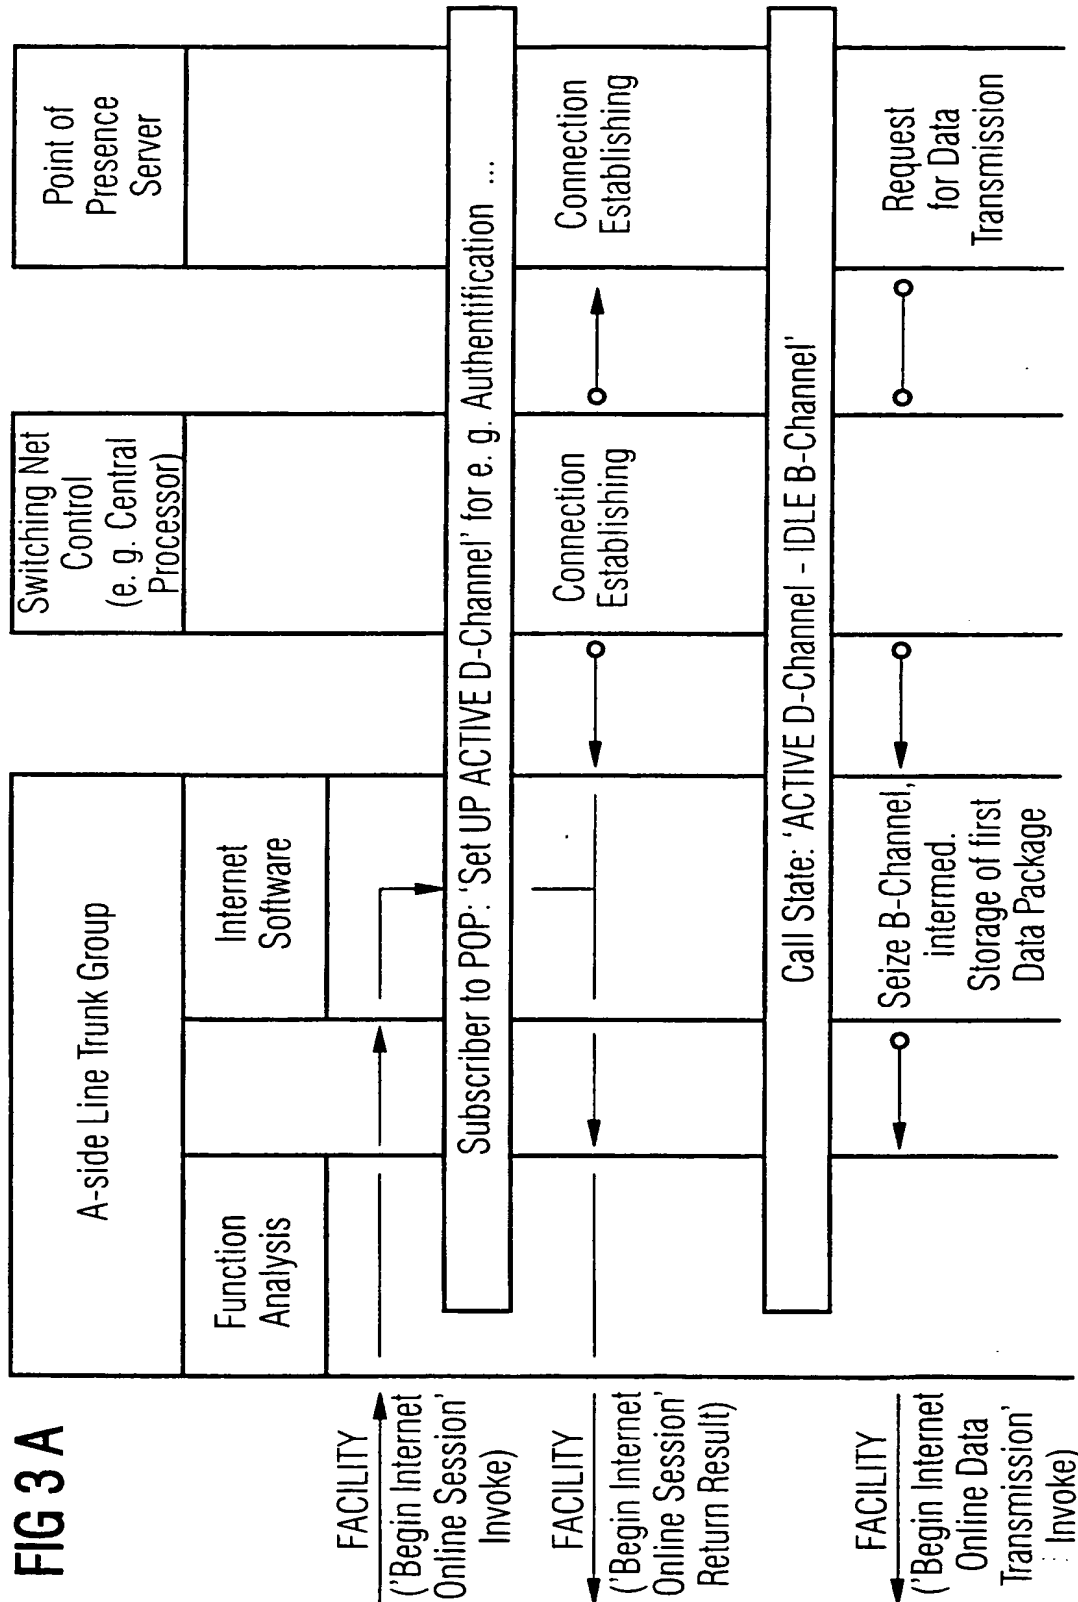 FIG 3 A
A-side Line Trunk Group
Function
Analysis
Internet
Software
Switching Net
Control
(e. g. Central
Processor)
Point of
Presence
Server
FACILITY
('Begin Internet
Online Session'
Invoke)
Subscriber to POP: 'Set UP ACTIVE D-Channel' for e. g. Authentification ...
FACILITY
('Begin Internet
Online Session'
Return Result)
Connection
Establishing
Connection
Establishing
Call State: 'ACTIVE D-Channel - IDLE B-Channel'
FACILITY
('Begin Internet
Online Data
Transmission'
Invoke)
Seize B-Channel,
intermed.
Storage of first
Data Package
Request
for Data
Transmission